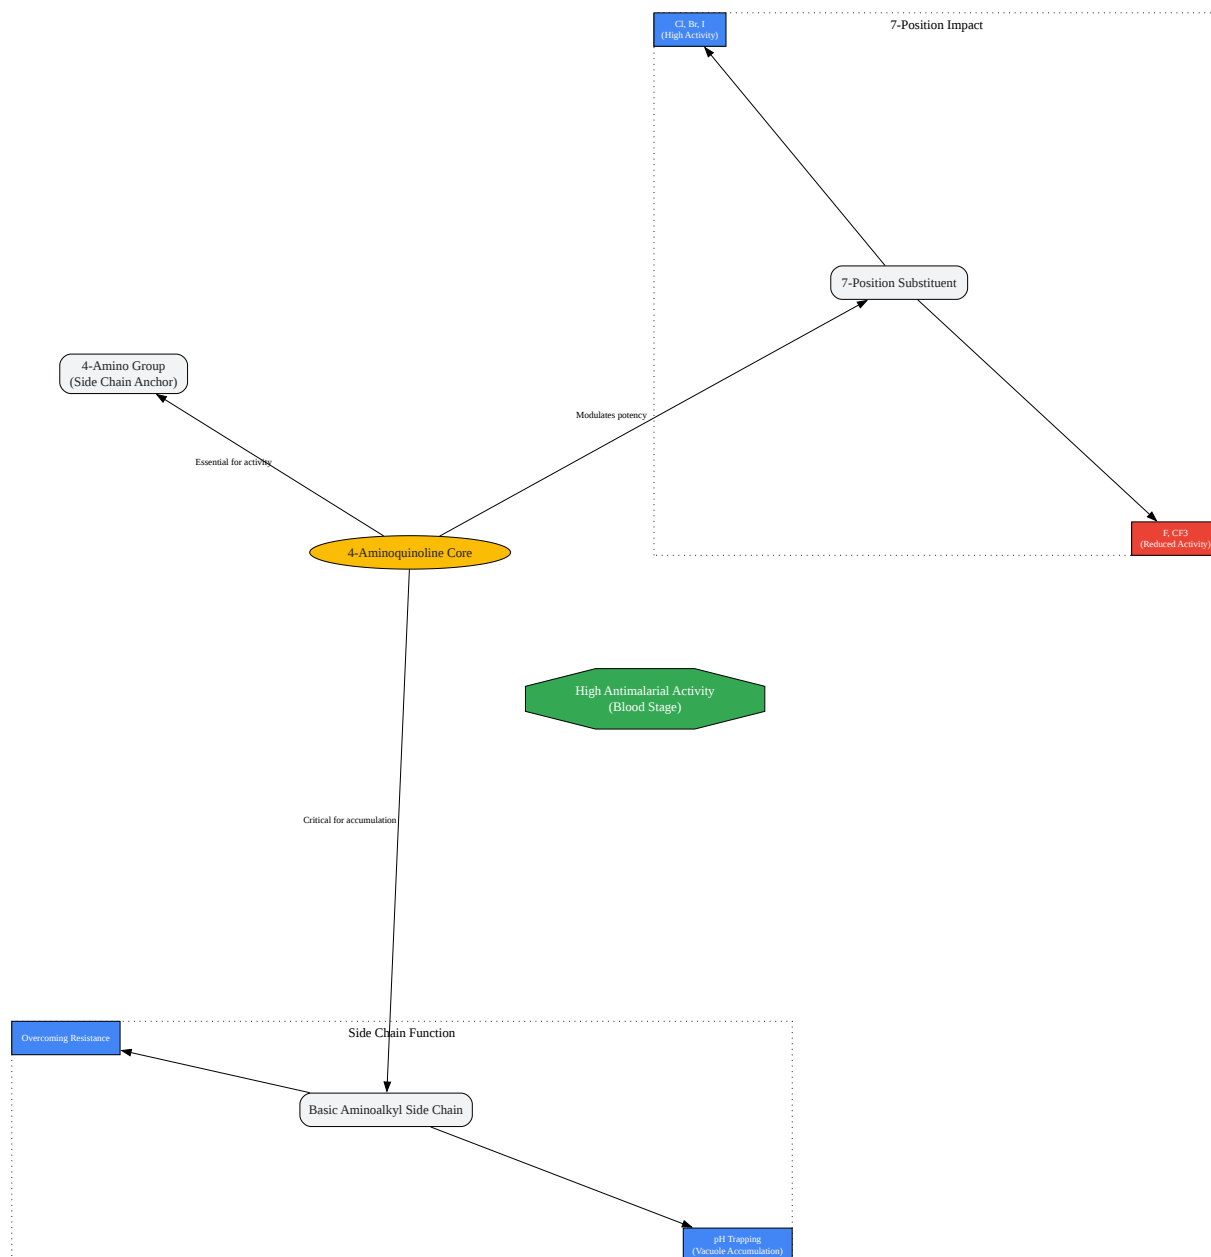 Cl, Br, I
(High Activity)
7-Position Impact
7-Position Substituent
4-Amino Group
(Side Chain Anchor)
Modulates potency
Essential for activity
F, CF3
(Reduced Activity)
4-Aminoquinoline Core
High Antimalarial Activity
(Blood Stage)
Critical for accumulation
Side Chain Function
Overcoming Resistance
Basic Aminoalkyl Side Chain
pH Trapping
(Vacuole Accumulation)